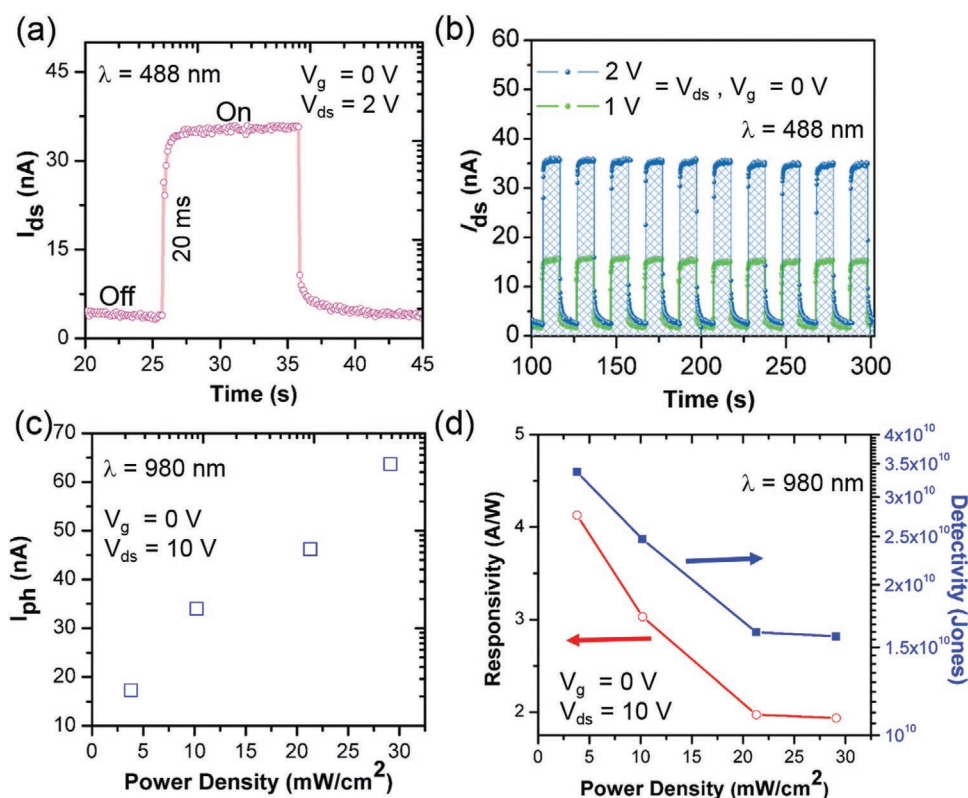 (a)
λ = 488 nm
V_g = 0 V
V_ds = 2 V
On
20 ms
Off
I_ds (nA)
45
30
15
0
20 25 30 35 40 45
Time (s)
(b)
2 V
1 V
= V_ds , V_g = 0V
λ = 488 nm
I_ds (nA)
60
50
40
30
20
10
0
100 150 200 250 300
Time (s)
(c)
λ = 980 nm
V_g = 0 V
V_ds = 10 V
I_ph (nA)
70
60
50
40
30
20
10
0 5 10 15 20 25 30
Power Density (mW/cm²)
(d)
λ = 980 nm
V_g = 0 V
V_ds = 10 V
Responsivity (A/W)
5
4
3
2
4x10¹⁰
3.5x10¹⁰
3x10¹⁰
2.5x10¹⁰
2x10¹⁰
1.5x10¹⁰
10¹⁰
Detectivity (Jones)
0 5 10 15 20 25 30
Power Density (mW/cm²)